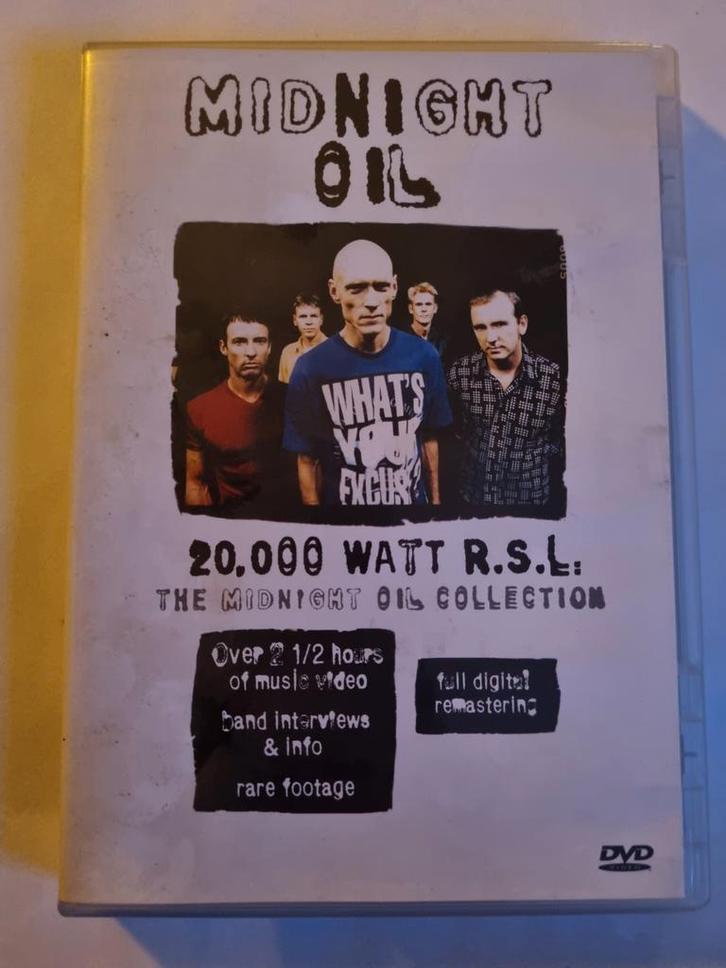 MIDNIGHT
OIL
WHAT'S
YOUR
EXCUSE?
20,000 WATT R.S.L:
THE MIDNIGHT OIL COLLECTION
Over 2 1/2 hours
of music video
band interviews
& info
rare footage
full digital
remastering
DVD
VIDEO